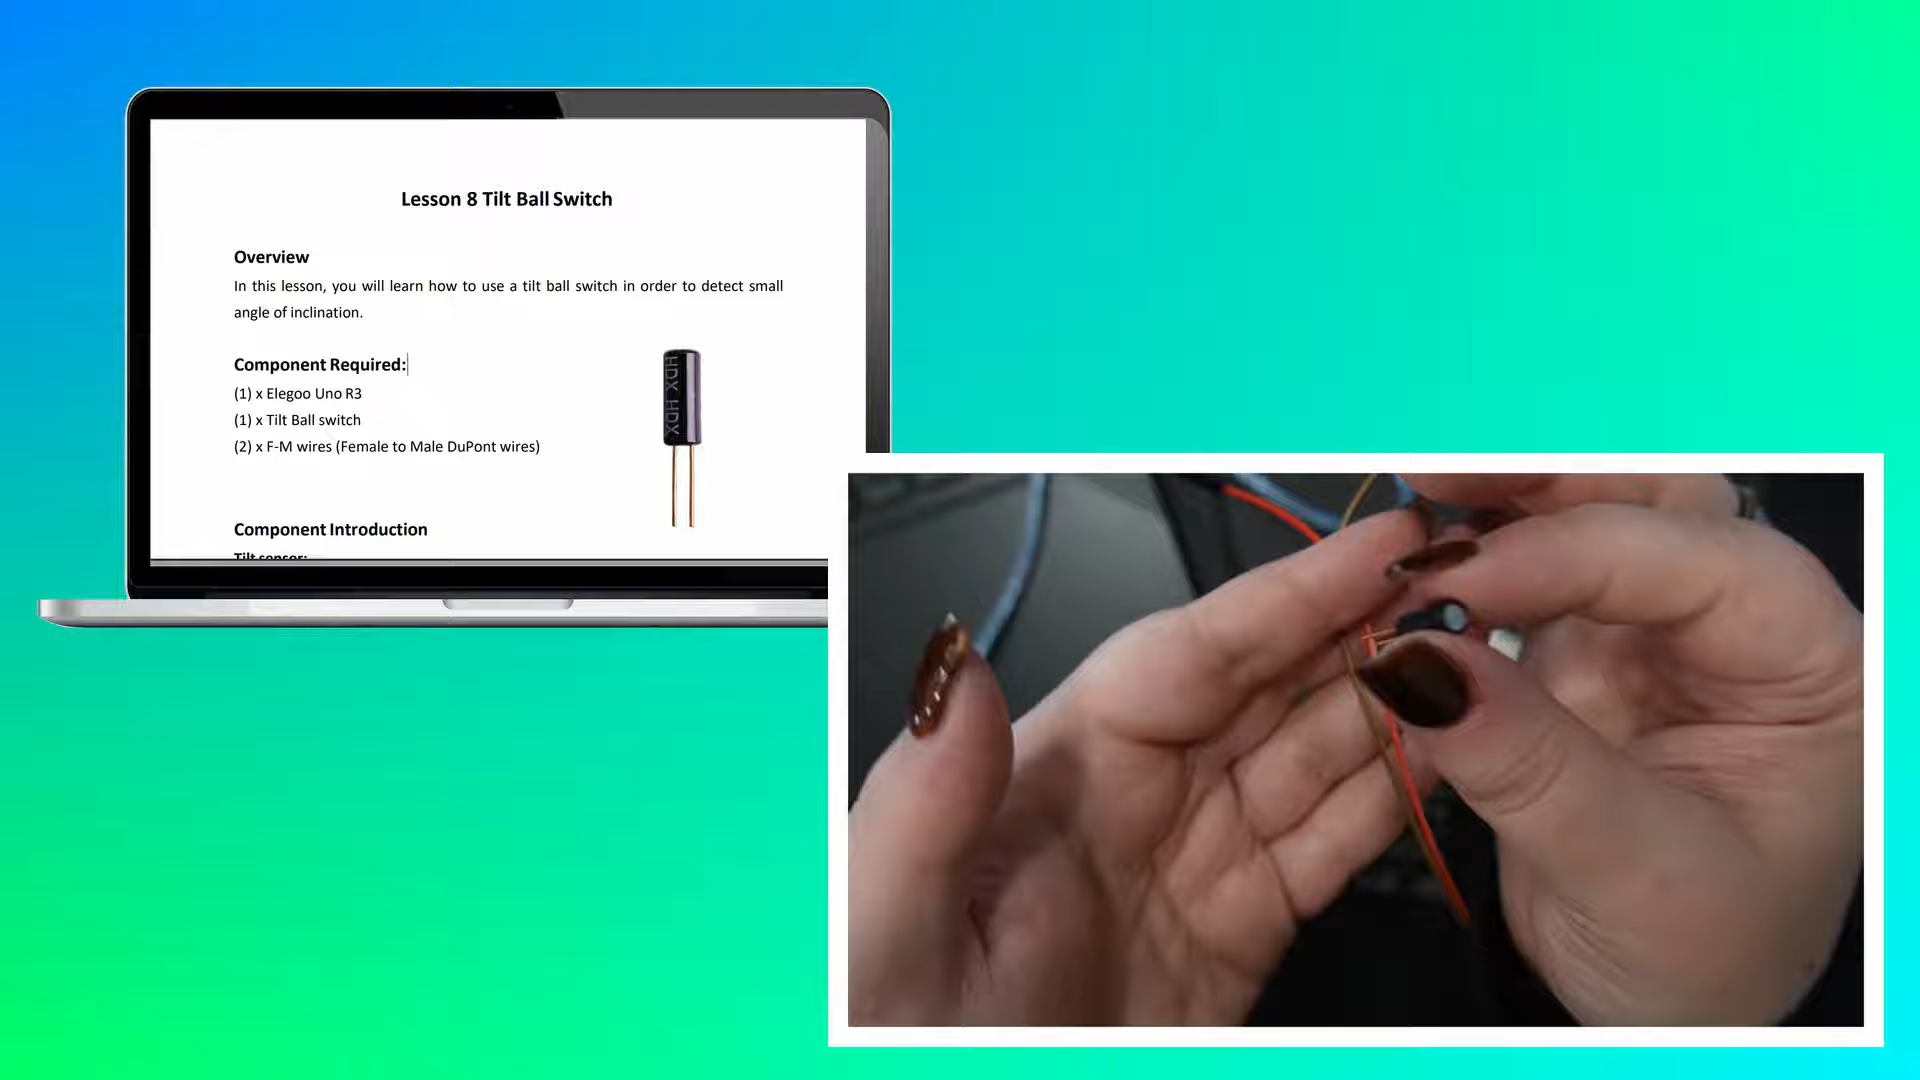 Lesson 8 Tilt Ball Switch
Overview
In this lesson, you will learn how to use a tilt ball switch in order to detect small
angle of inclination.
Component Required:
(1) x Elegoo Uno R3
(1) x Tilt Ball switch
(2) x F-M wires (Female to Male DuPont wires)
HDX HDX
Component Introduction
Tilt sensor: